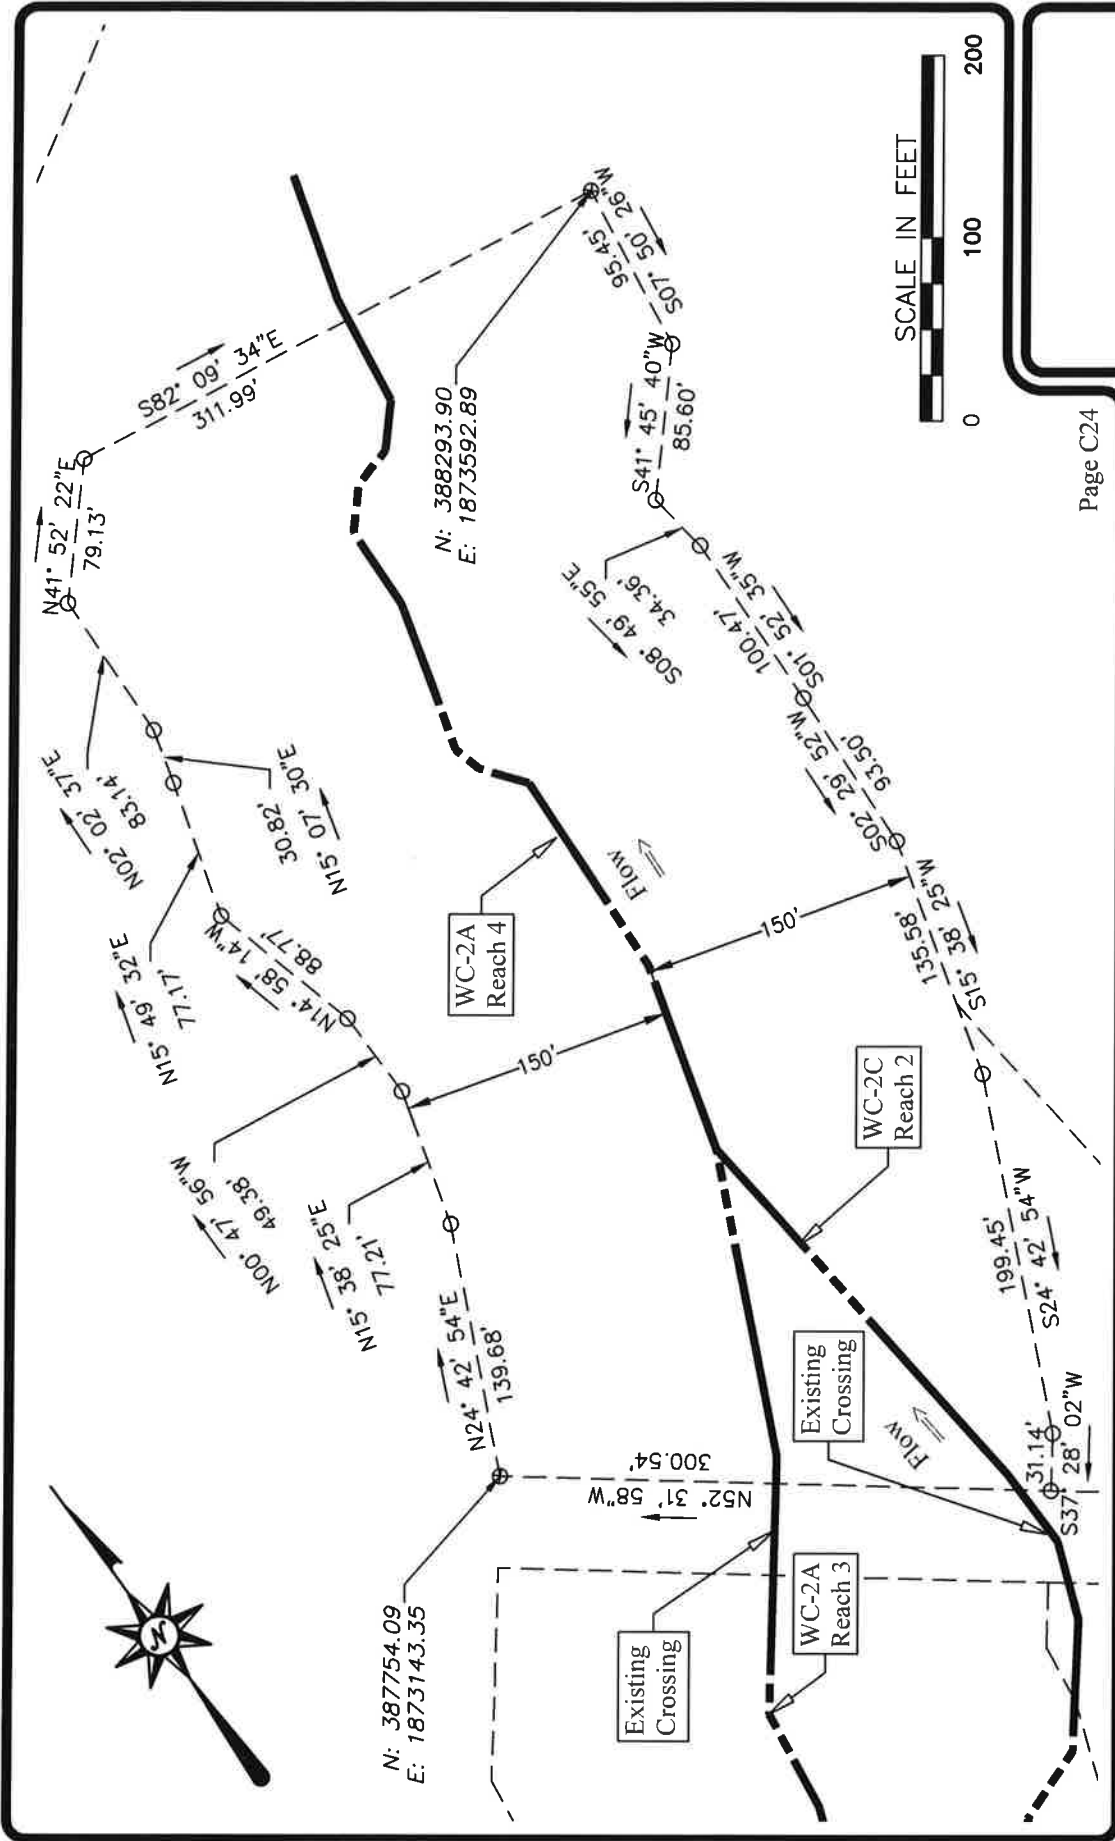 S82° 09' 34"E
311.99'
N41° 52' 22"E
79.13'
N02° 02' 37"E
83.14'
N15° 07' 30"E
30.82'
N15° 49' 32"E
77.17'
N14° 58' 14"W
88.77'
N00° 47' 56"W
49.38'
N15° 38' 25"E
77.21'
N24° 42' 54"E
139.68'
N52° 31' 58"W
300.54'
N: 387754.09
E: 1873143.35
N: 388293.90
E: 1873592.89
S07° 50' 26"W
95.45'
S41° 45' 40"W
85.60'
S08° 49' 55"E
34.36'
S01° 52' 35"W
100.47'
S02° 29' 52"W
93.50'
S15° 38' 25"W
135.58'
S24° 42' 54"W
199.45'
S37° 28' 02"W
31.14'
WC-2A
Reach 4
Flow
150'
150'
WC-2C
Reach 2
Existing
Crossing
Flow
Existing
Crossing
WC-2A
Reach 3
N
SCALE IN FEET
0 100 200
Page C24